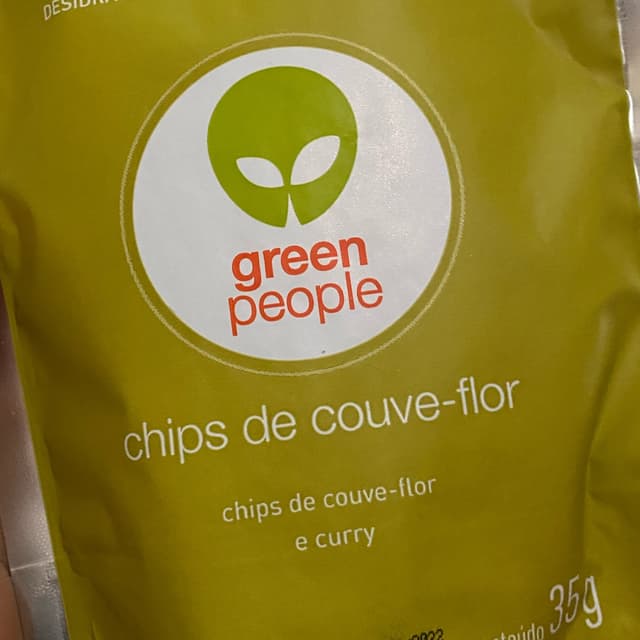 green
people
chips de couve-flor
chips de couve-flor
e curry
35g